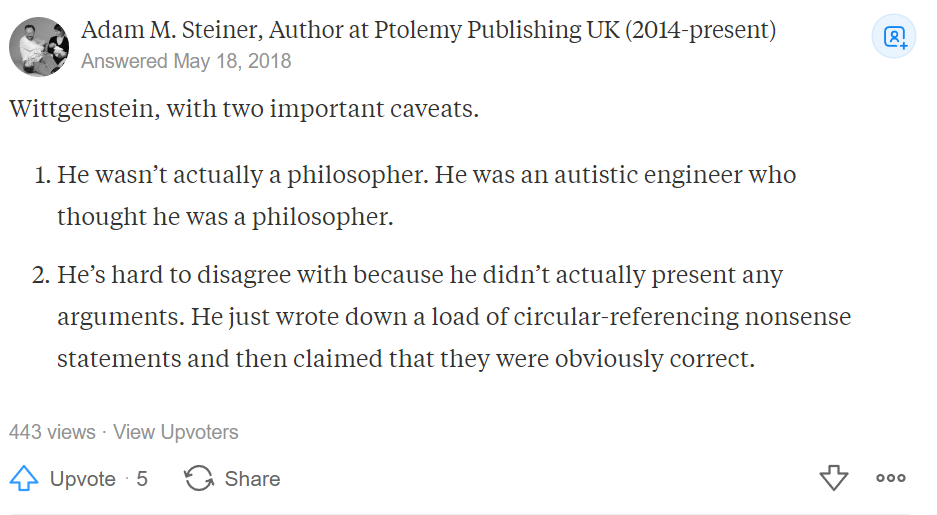 Adam M. Steiner, Author at Ptolemy Publishing UK (2014-present)
Answered May 18, 2018
Wittgenstein, with two important caveats.
1. He wasn’t actually a philosopher. He was an autistic engineer who
thought he was a philosopher.
2. He’s hard to disagree with because he didn’t actually present any
arguments. He just wrote down a load of circular-referencing nonsense
statements and then claimed that they were obviously correct.
443 views · View Upvoters
Upvote · 5 Share